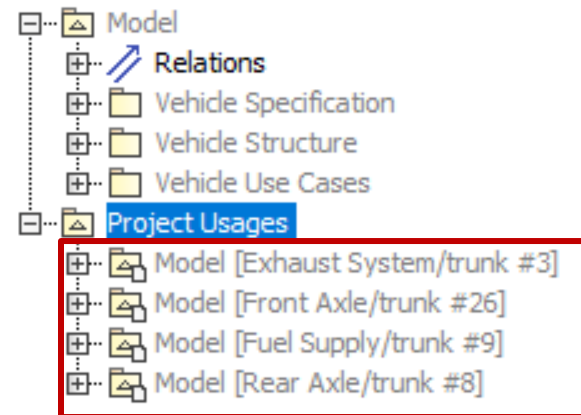 Model
Relations
Vehicle Specification
Vehicle Structure
Vehicle Use Cases
Project Usages
Model [Exhaust System/trunk #3]
Model [Front Axle/trunk #26]
Model [Fuel Supply/trunk #9]
Model [Rear Axle/trunk #8]